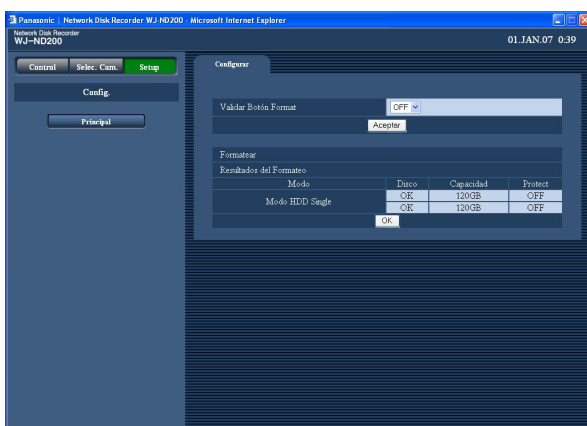 Panasonic | Network Disk Recorder WJ-ND200 - Microsoft Internet Explorer
Network Disk Recorder
WJ-ND200
01.JAN.07 0:39
Control Selec. Cam. Setup
Config.
Principal
Configurar
Validar Botón Format OFF
Aceptar
Formatear
Resultados del Formateo
Modo Disco Capacidad Protect
Modo HDD Single
OK 120GB OFF
OK 120GB OFF
OK